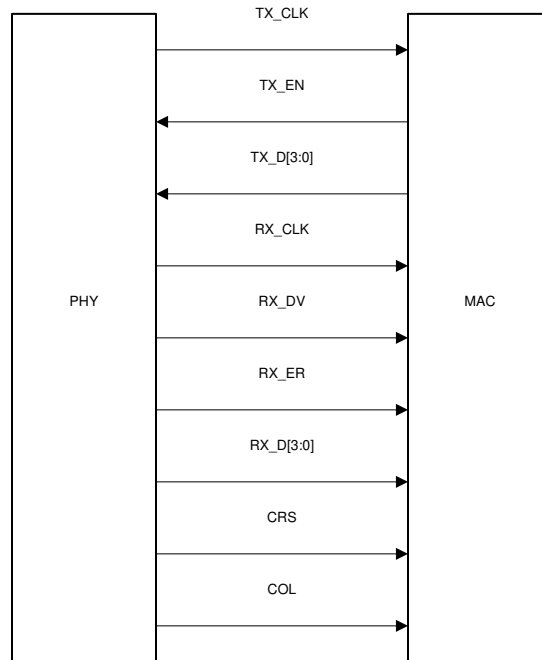 TX_CLK
TX_EN
TX_D[3:0]
RX_CLK
PHY
RX_DV
MAC
RX_ER
RX_D[3:0]
CRS
COL